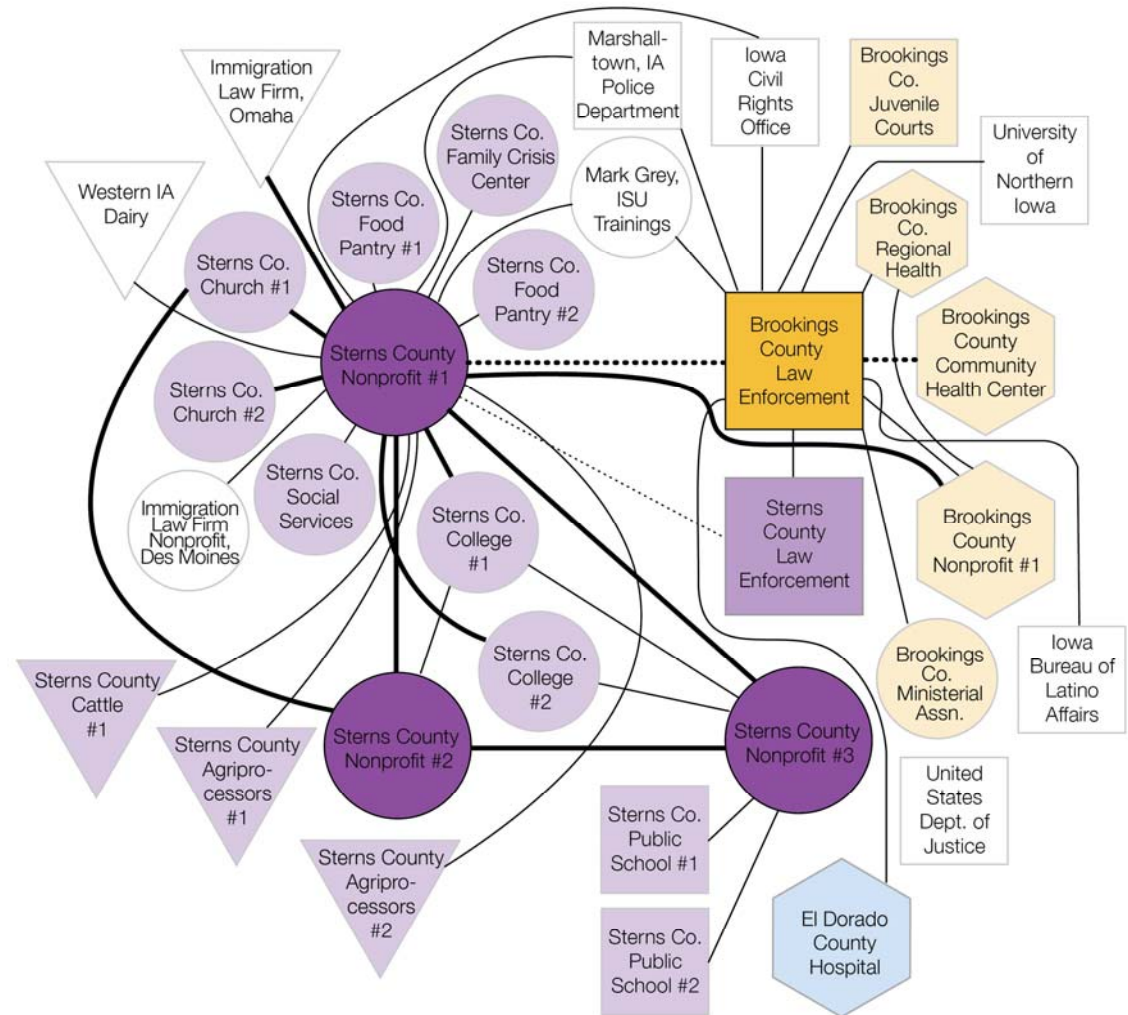 Immigration
Law Firm,
Omaha
Marshall-
town, IA
Police
Department
Iowa
Civil
Rights
Office
Brookings
Co.
Juvenile
Courts
University
of
Northern
Iowa
Western IA
Dairy
Sterns Co.
Family Crisis
Center
Sterns Co.
Food
Pantry #1
Mark Grey,
ISU
Trainings
Brookings
Co.
Regional
Health
Sterns Co.
Church #1
Sterns Co.
Food
Pantry #2
Sterns County
Nonprofit #1
Brookings
County
Law
Enforcement
Brookings
County
Community
Health Center
Sterns Co.
Church #2
Immigration
Law Firm
Nonprofit,
Des Moines
Sterns Co.
Social
Services
Sterns Co.
College
#1
Sterns
County
Law
Enforcement
Brookings
County
Nonprofit #1
Sterns Co.
College
#2
Brookings
Co.
Ministerial
Assn.
Iowa
Bureau of
Latino
Affairs
Sterns County
Cattle
#1
Sterns County
Agripro-
cessors
#1
Sterns County
Nonprofit #2
Sterns County
Nonprofit #3
United
States
Dept. of
Justice
Sterns County
Agripro-
cessors
#2
Sterns Co.
Public
School #1
Sterns Co.
Public
School #2
El Dorado
County
Hospital